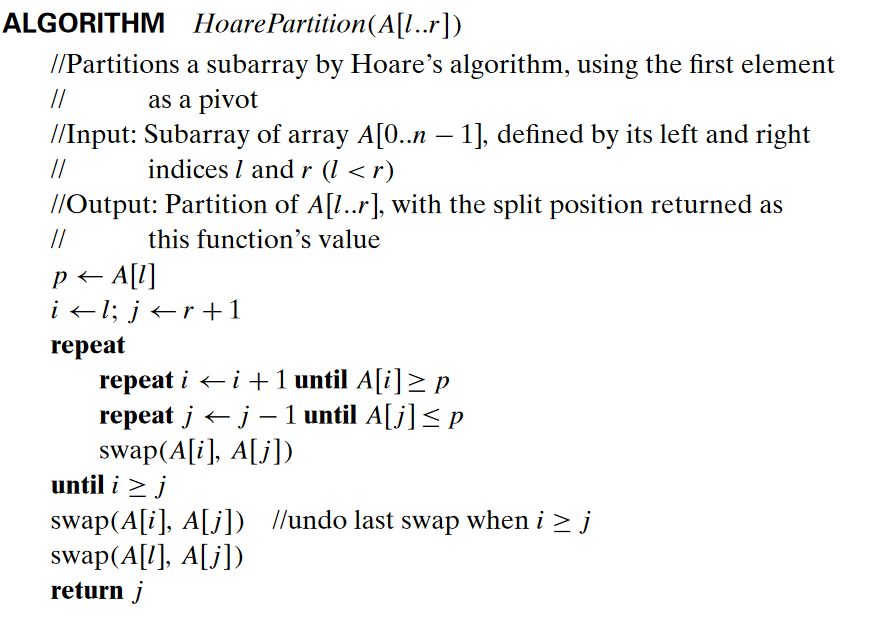 ALGORITHM HoarePartition(A[l..r])
//Partitions a subarray by Hoare’s algorithm, using the first element
// as a pivot
//Input: Subarray of array A[0..n − 1], defined by its left and right
// indices l and r (l < r)
//Output: Partition of A[l..r], with the split position returned as
// this function’s value
p ← A[l]
i ← l; j ← r + 1
repeat
repeat i ← i + 1 until A[i] ≥ p
repeat j ← j − 1 until A[j] ≤ p
swap(A[i], A[j])
until i ≥ j
swap(A[i], A[j]) //undo last swap when i ≥ j
swap(A[l], A[j])
return j